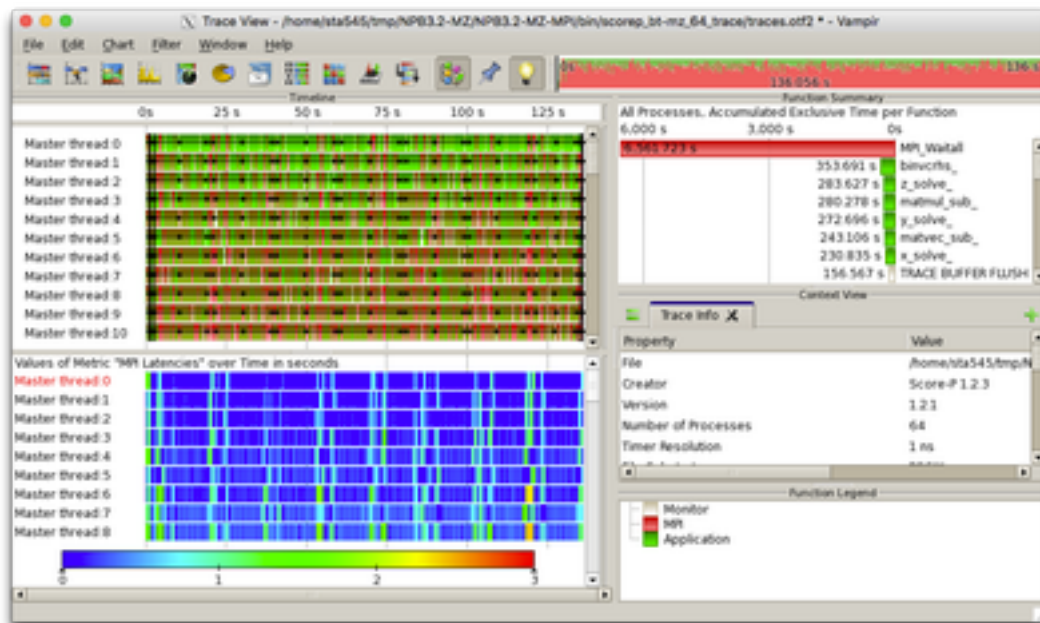 Trace View - /home/sta545/tmp/NPB3.2-MZ/NPB3.2-MZ-MPI/bin/scorep_bt-mz_64_trace/traces.otf2 * - Vampir
File Edit Chart Filter Window Help
0s 136 s
136.056 s
Timeline
0s 25 s 50 s 75 s 100 s 125 s
Master thread:0
Master thread:1
Master thread:2
Master thread:3
Master thread:4
Master thread:5
Master thread:6
Master thread:7
Master thread:8
Master thread:9
Master thread:10
Values of Metric "MPI Latencies" over Time in seconds
Master thread:0
Master thread:1
Master thread:2
Master thread:3
Master thread:4
Master thread:5
Master thread:6
Master thread:7
Master thread:8
0 1 2 3
Function Summary
All Processes, Accumulated Exclusive Time per Function
6,000 s 3,000 s 0s
6,561.723 s MPI_Waitall
353.691 s binvcrhs_
283.627 s z_solve_
280.278 s matmul_sub_
272.696 s y_solve_
243.106 s matvec_sub_
230.835 s x_solve_
156.567 s TRACE BUFFER FLUSH
Context View
Trace Info
Property Value
File /home/sta545/tmp/N
Creator Score-P 1.2.3
Version 1.2.1
Number of Processes 64
Timer Resolution 1 ns
Function Legend
Monitor
MPI
Application